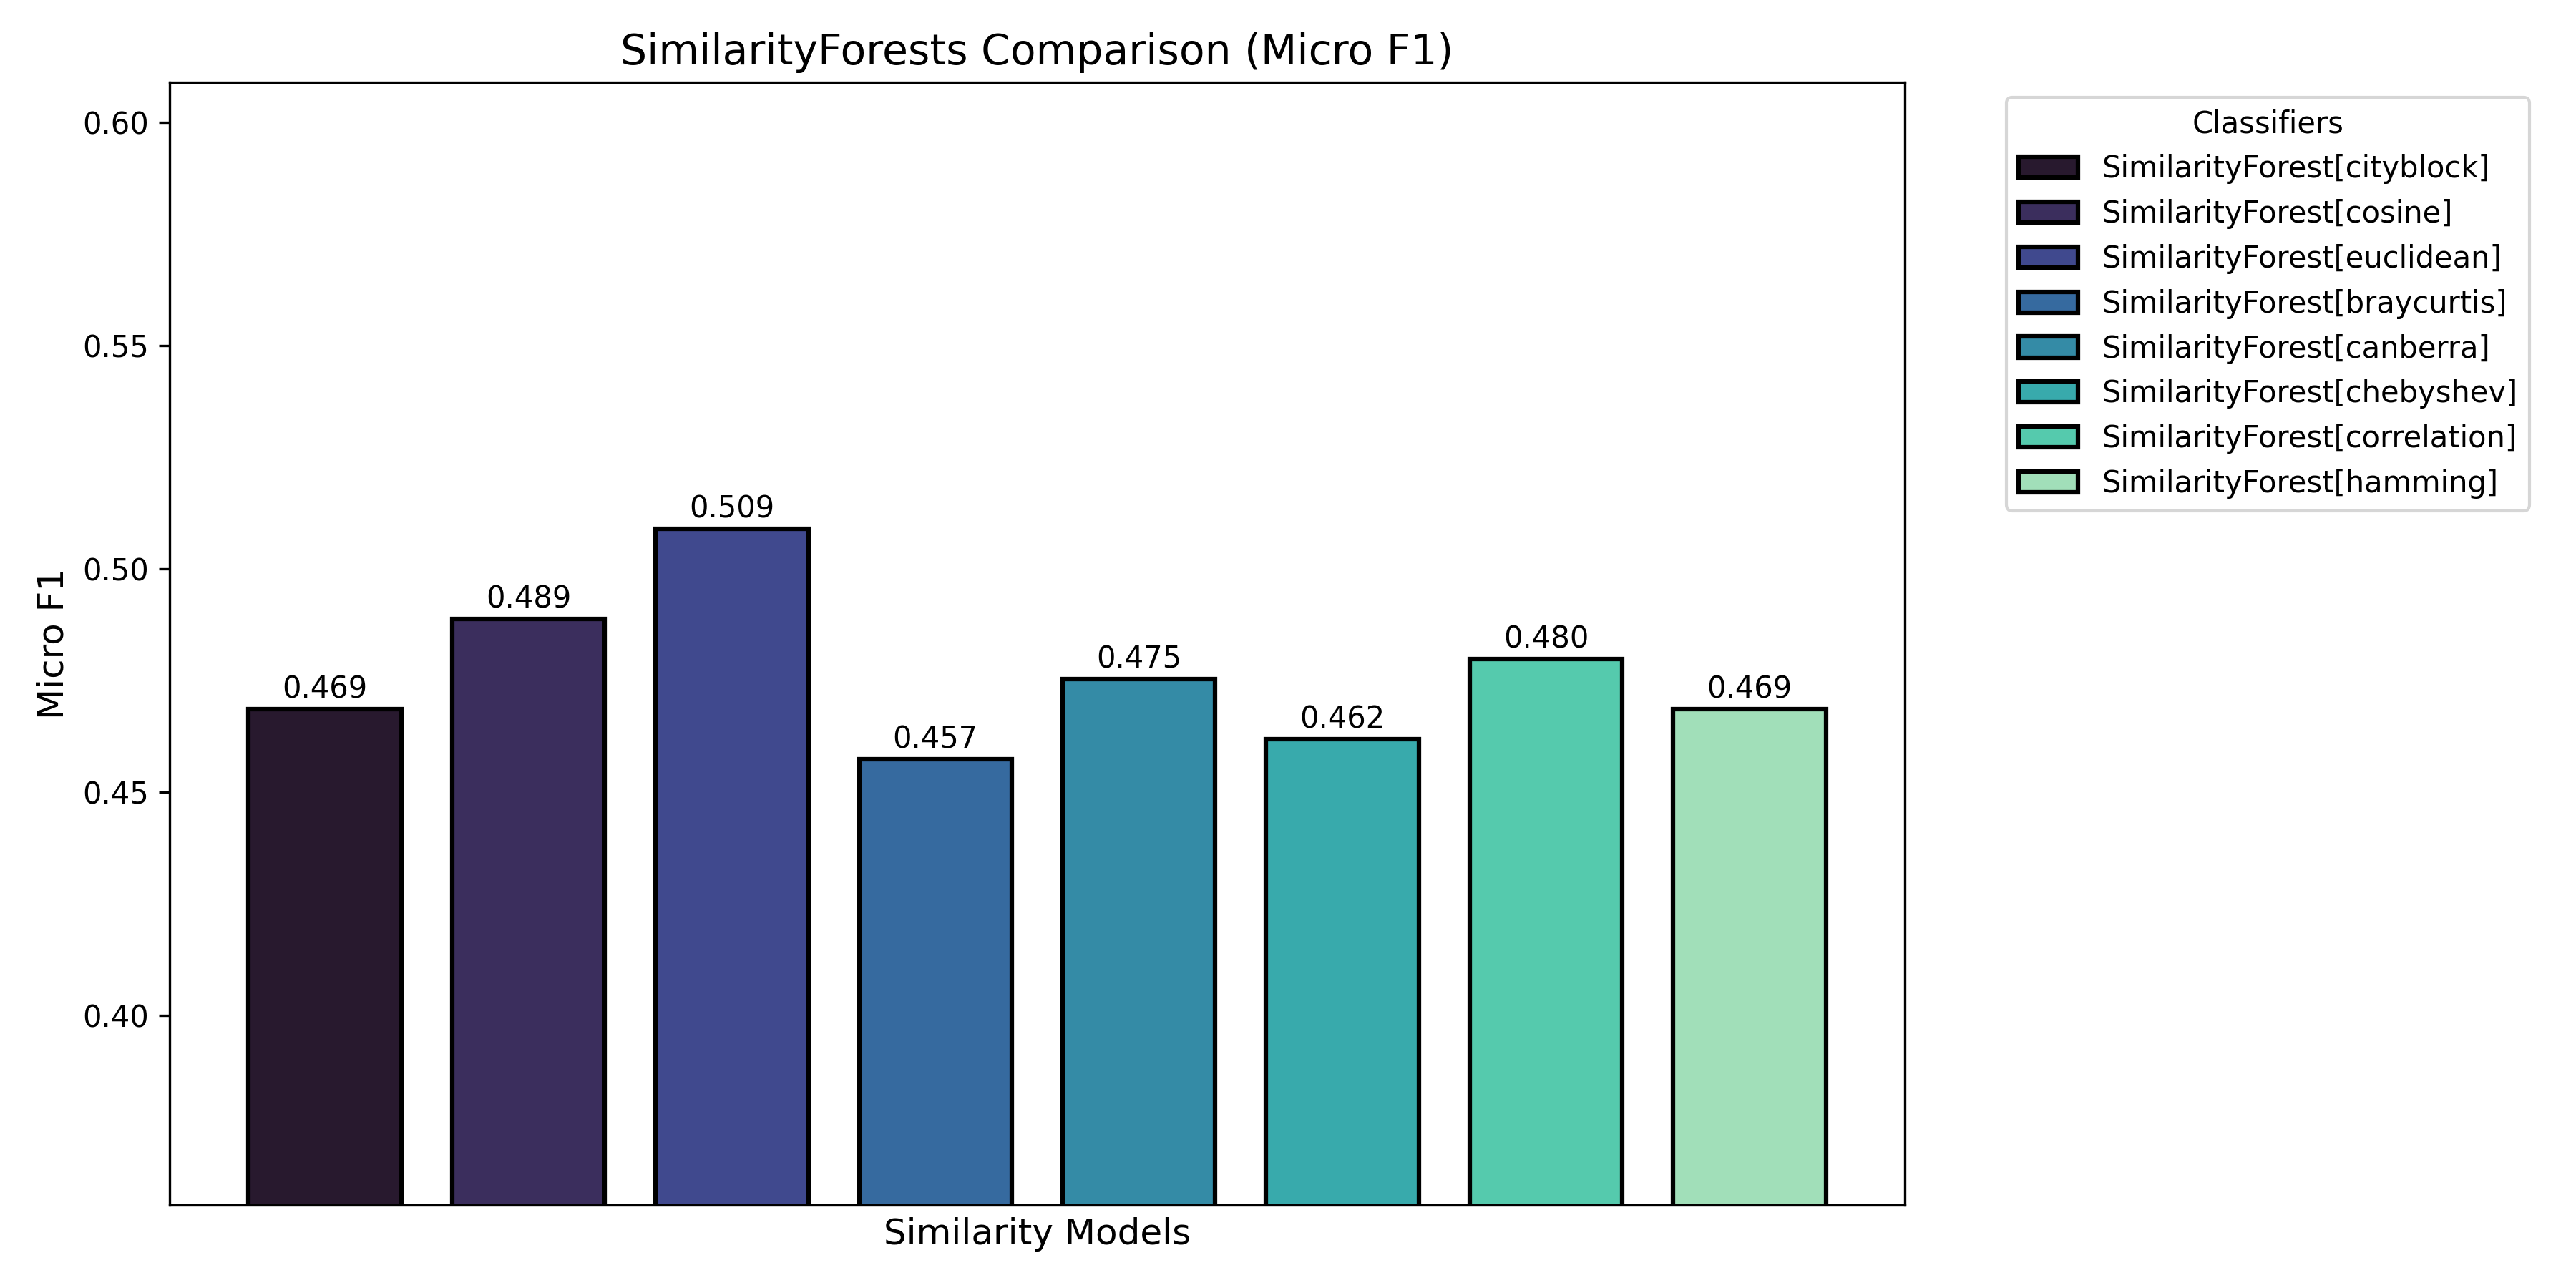 SimilarityForests Comparison (Micro F1)
Micro F1
0.60
0.55
0.50
0.45
0.40
0.469
0.489
0.509
0.457
0.475
0.462
0.480
0.469
Similarity Models
Classifiers
SimilarityForest[cityblock]
SimilarityForest[cosine]
SimilarityForest[euclidean]
SimilarityForest[braycurtis]
SimilarityForest[canberra]
SimilarityForest[chebyshev]
SimilarityForest[correlation]
SimilarityForest[hamming]